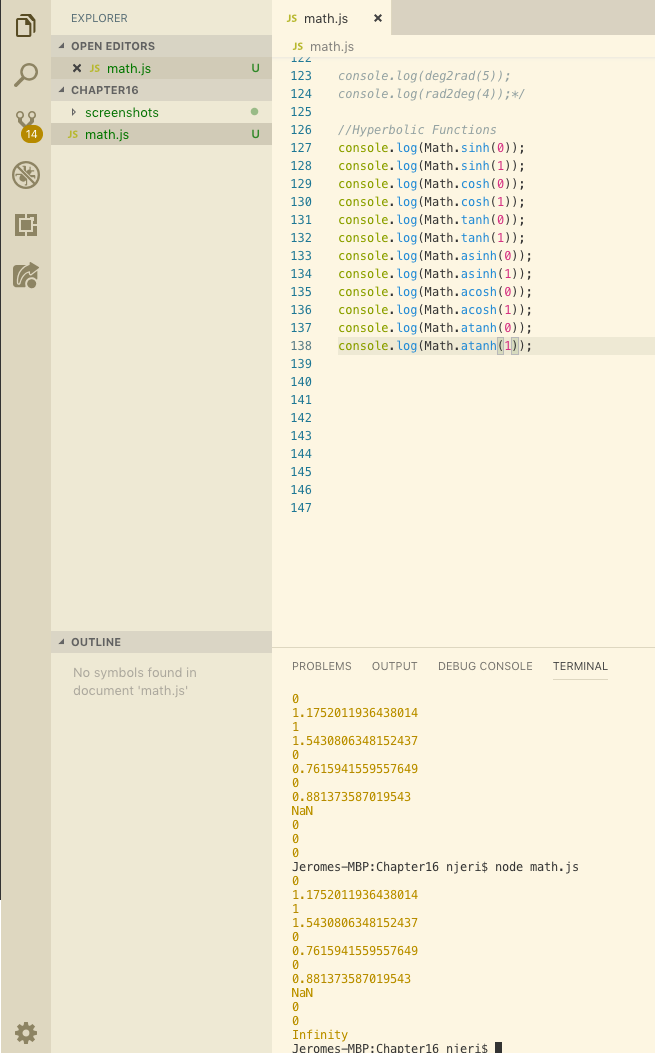 EXPLORER
OPEN EDITORS
JS math.js U
CHAPTER16
screenshots
JS math.js U
14
OUTLINE
No symbols found in
document 'math.js'
JS math.js
JS math.js
122
123 console.log(deg2rad(5));
124 console.log(rad2deg(4));*/
125
126 //Hyperbolic Functions
127 console.log(Math.sinh(0));
128 console.log(Math.sinh(1));
129 console.log(Math.cosh(0));
130 console.log(Math.cosh(1));
131 console.log(Math.tanh(0));
132 console.log(Math.tanh(1));
133 console.log(Math.asinh(0));
134 console.log(Math.asinh(1));
135 console.log(Math.acosh(0));
136 console.log(Math.acosh(1));
137 console.log(Math.atanh(0));
138 console.log(Math.atanh(1));
139
140
141
142
143
144
145
146
147
PROBLEMS OUTPUT DEBUG CONSOLE TERMINAL
0
1.1752011936438014
1
1.5430806348152437
0
0.7615941559557649
0
0.881373587019543
NaN
0
0
0
Jeromes-MBP:Chapter16 njeri$ node math.js
0
1.1752011936438014
1
1.5430806348152437
0
0.7615941559557649
0
0.881373587019543
NaN
0
0
Infinity
Jeromes-MBP:Chapter16 njeri$